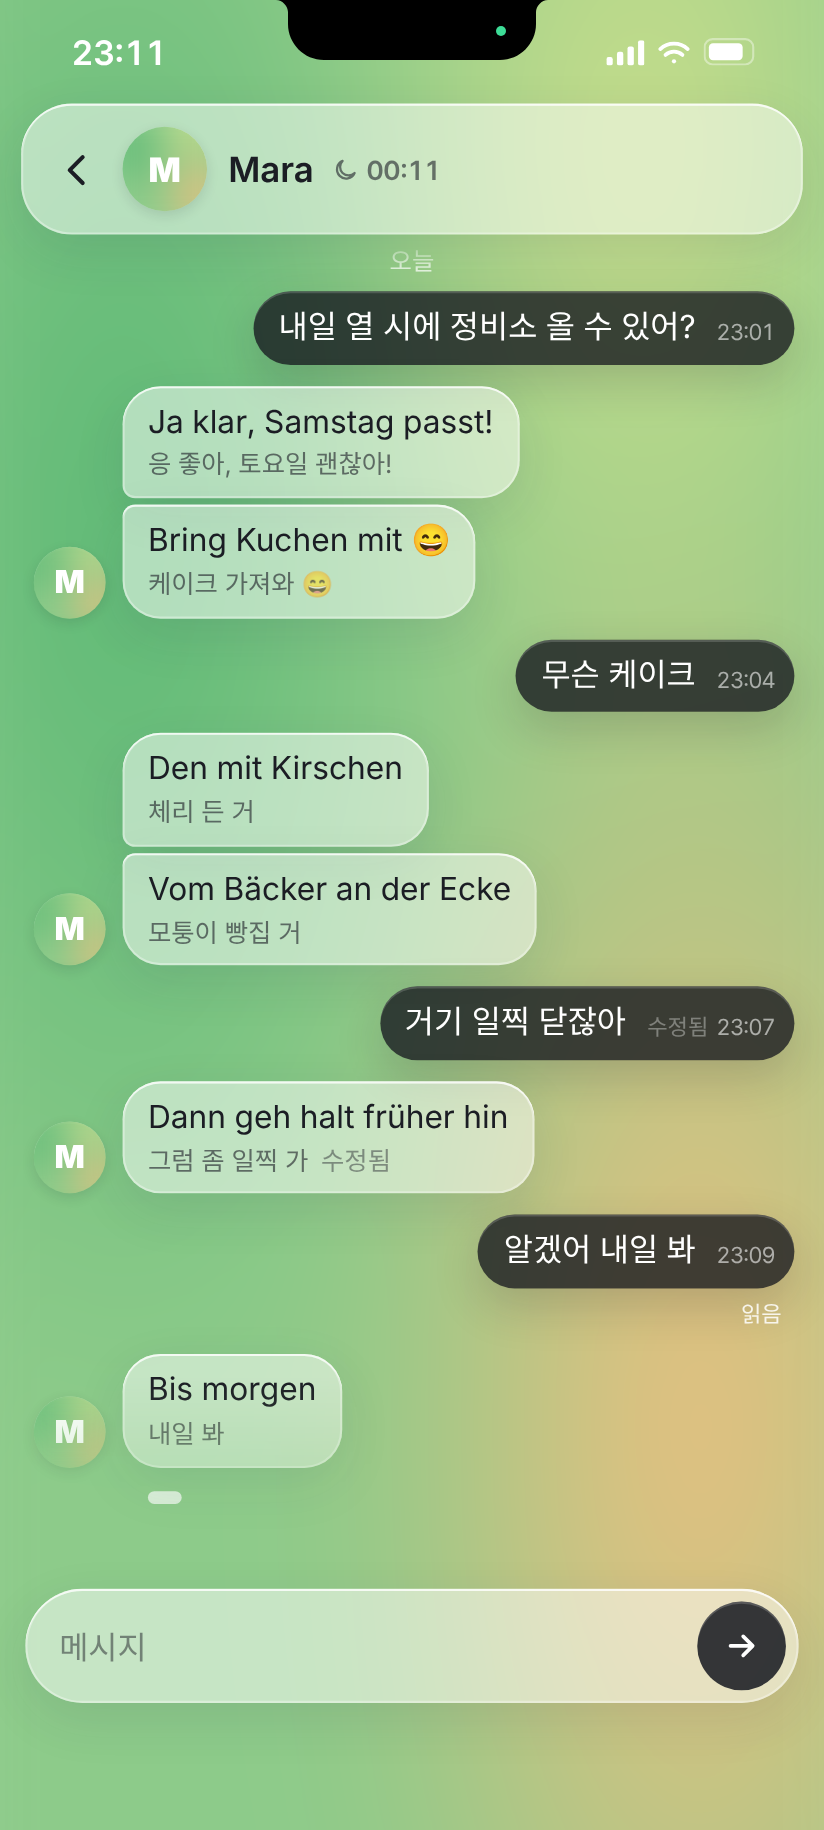 23:11
M
Mara 00:11
오늘
내일 열 시에 정비소 올 수 있어? 23:01
Ja klar, Samstag passt!
응 좋아, 토요일 괜찮아!
Bring Kuchen mit 😄
케이크 가져와 😄
M
무슨 케이크 23:04
Den mit Kirschen
체리 든 거
Vom Bäcker an der Ecke
모퉁이 빵집 거
M
거기 일찍 닫잖아 수정됨 23:07
Dann geh halt früher hin
그럼 좀 일찍 가 수정됨
M
알겠어 내일 봐 23:09
읽음
Bis morgen
내일 봐
M
메시지